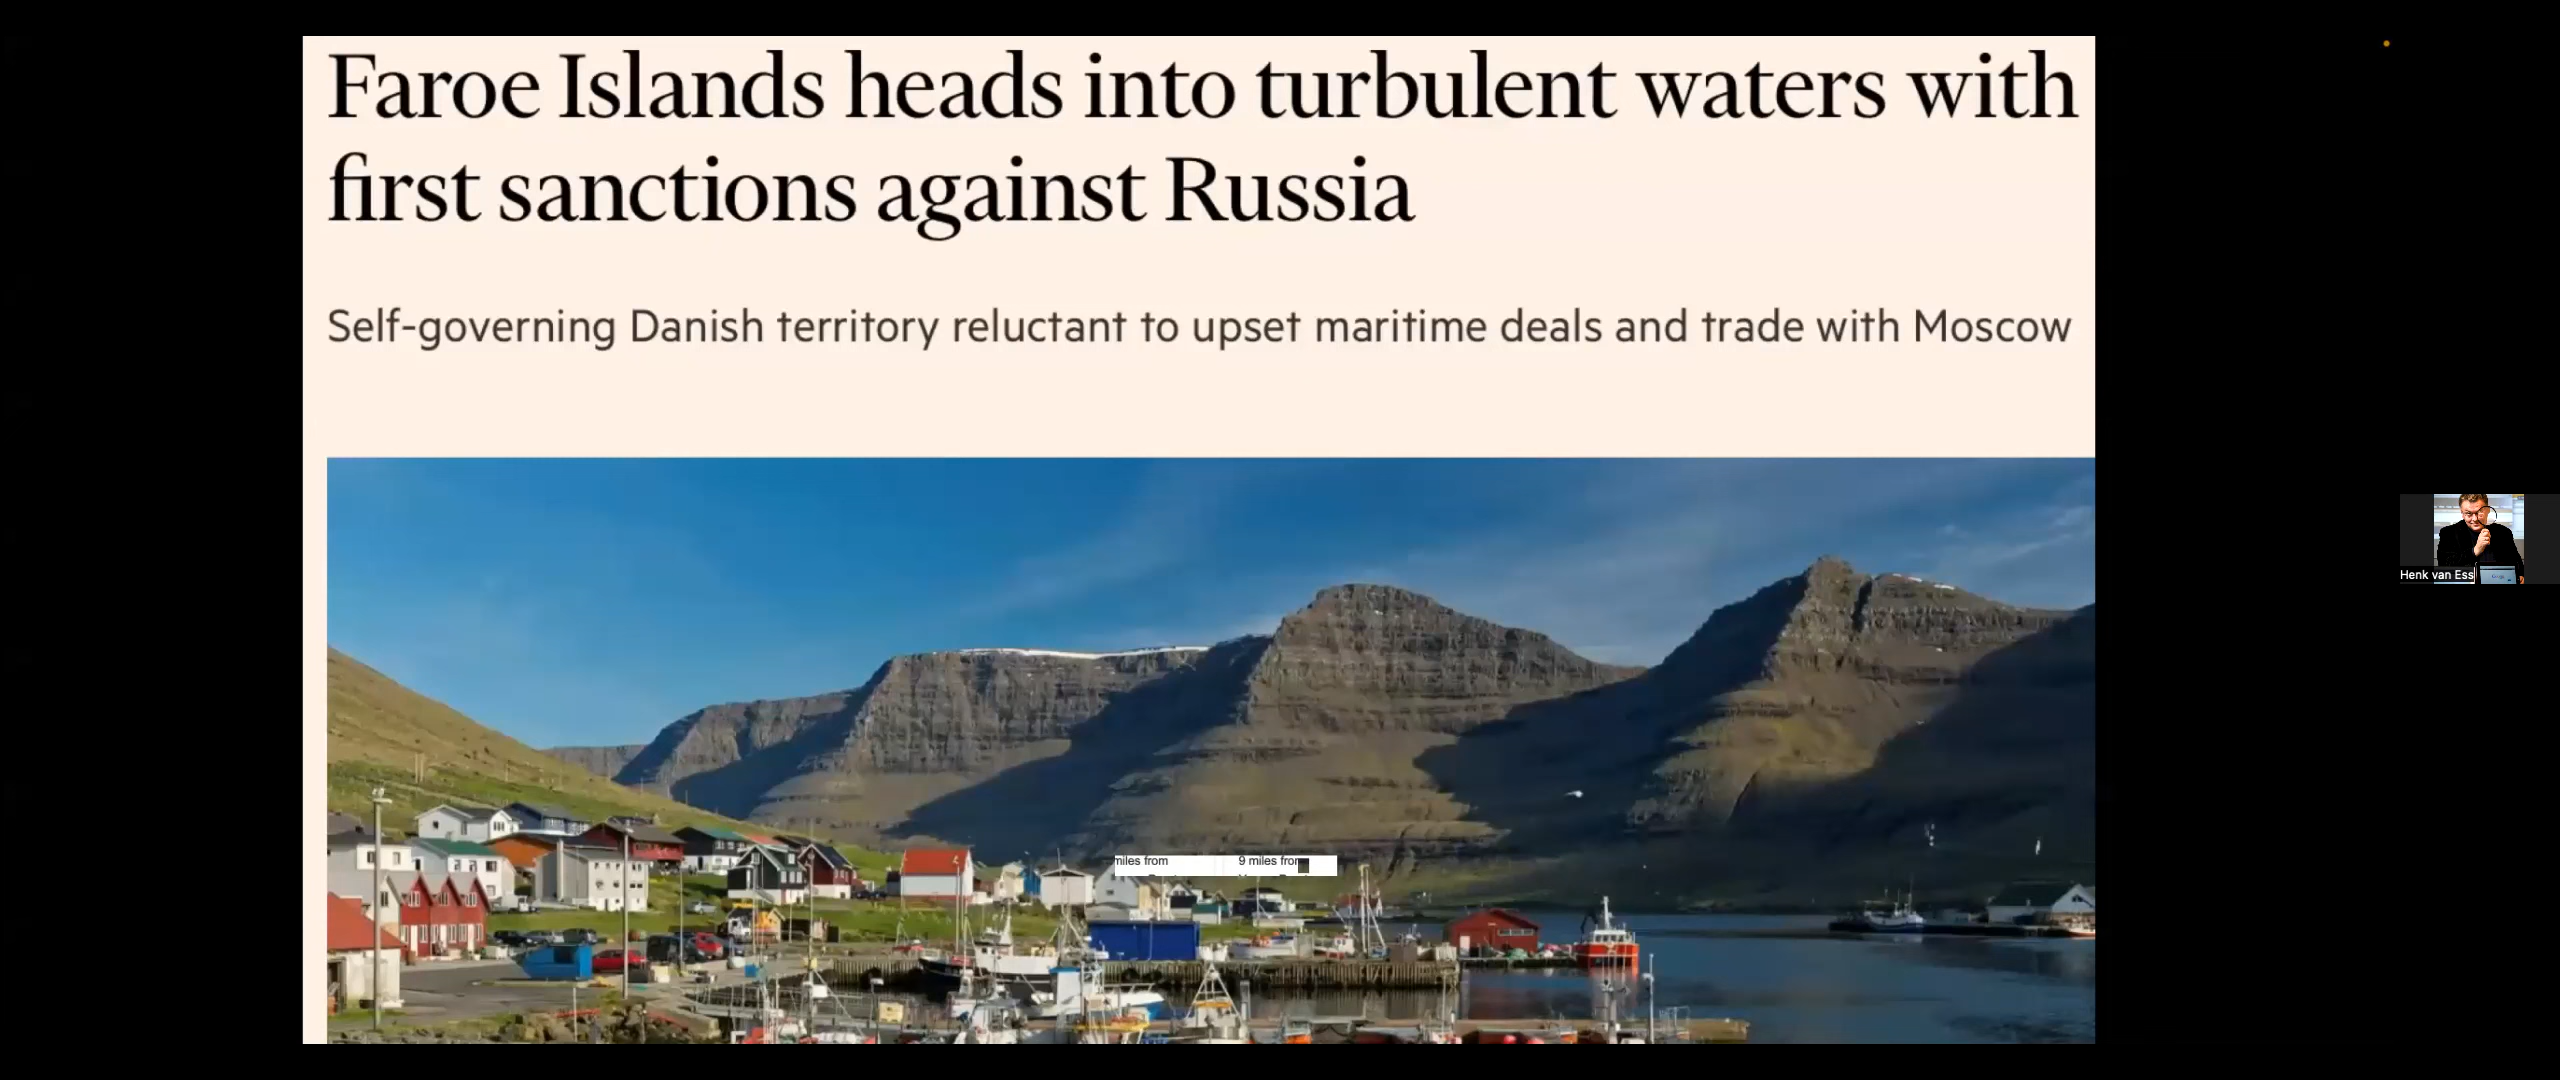 Faroe Islands heads into turbulent waters with
first sanctions against Russia
Self-governing Danish territory reluctant to upset maritime deals and trade with Moscow
miles from
9 miles from
Henk van Ess